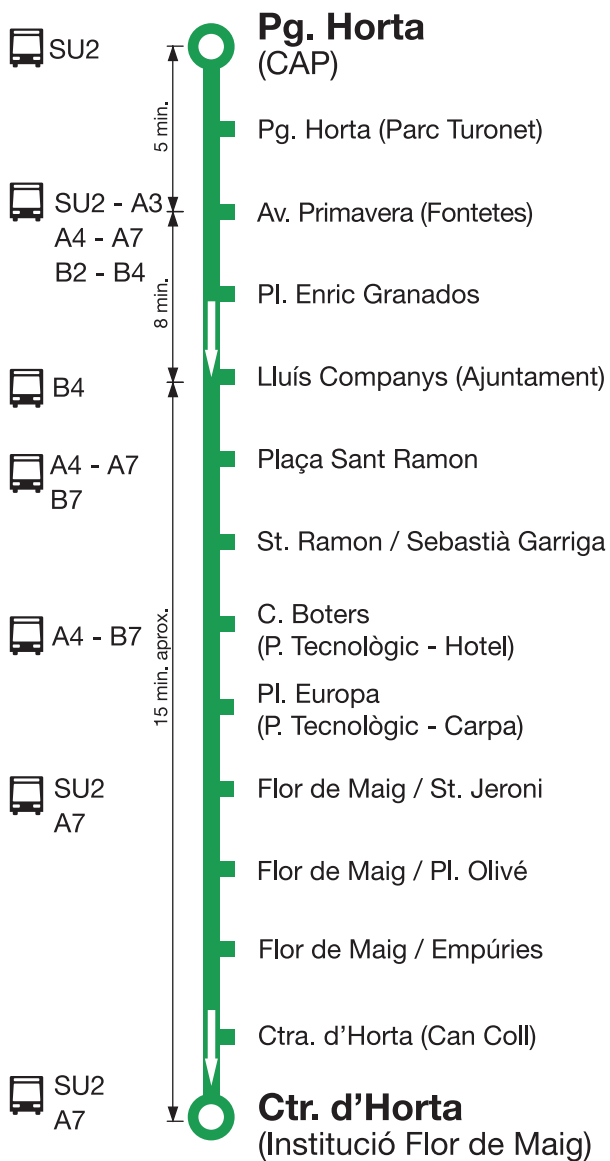 SU2
Pg. Horta
(CAP)
5 min.
Pg. Horta (Parc Turonet)
SU2 - A3
A4 - A7
B2 - B4
Av. Primavera (Fontetes)
8 min.
Pl. Enric Granados
B4
Lluís Companys (Ajuntament)
A4 - A7
B7
Plaça Sant Ramon
St. Ramon / Sebastià Garriga
A4 - B7
C. Boters
(P. Tecnològic - Hotel)
15 min. aprox.
Pl. Europa
(P. Tecnològic - Carpa)
SU2
A7
Flor de Maig / St. Jeroni
Flor de Maig / Pl. Olivé
Flor de Maig / Empúries
Ctra. d'Horta (Can Coll)
SU2
A7
Ctr. d'Horta
(Institució Flor de Maig)